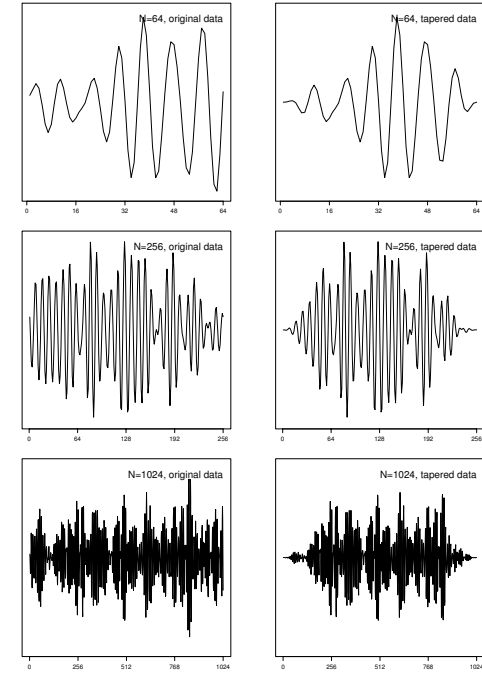 N=64, original data
0 16 32 48 64
N=64, tapered data
0 16 32 48 64
N=256, original data
0 64 128 192 256
N=256, tapered data
0 64 128 192 256
N=1024, original data
0 256 512 768 1024
N=1024, tapered data
0 256 512 768 1024